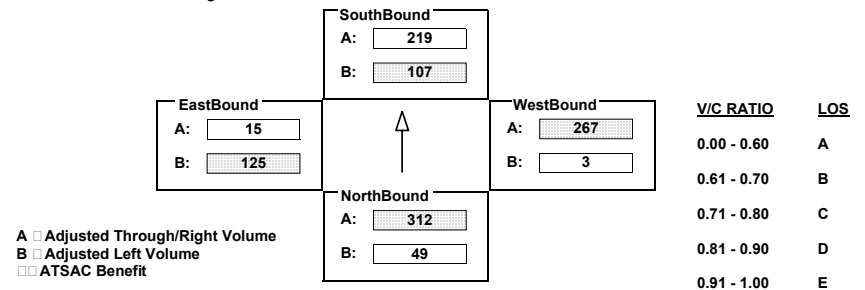 SouthBound
A: 219
B: 107
EastBound
A: 15
B: 125
WestBound
A: 267
B: 3
NorthBound
A: 312
B: 49
A □ Adjusted Through/Right Volume
B □ Adjusted Left Volume
□□ ATSAC Benefit
V/C RATIO LOS
0.00 - 0.60 A
0.61 - 0.70 B
0.71 - 0.80 C
0.81 - 0.90 D
0.91 - 1.00 E